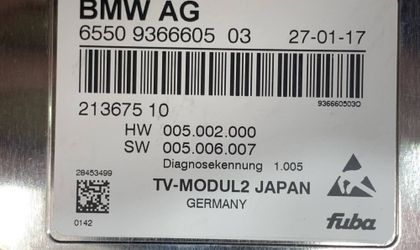 BMW AG
6550 9366605 03 27-01-17
9366605030
213675 10
HW 005.002.000
SW 005.006.007
Diagnosekennung 1.005
28453499
TV-MODUL2 JAPAN
GERMANY
0142
fuba